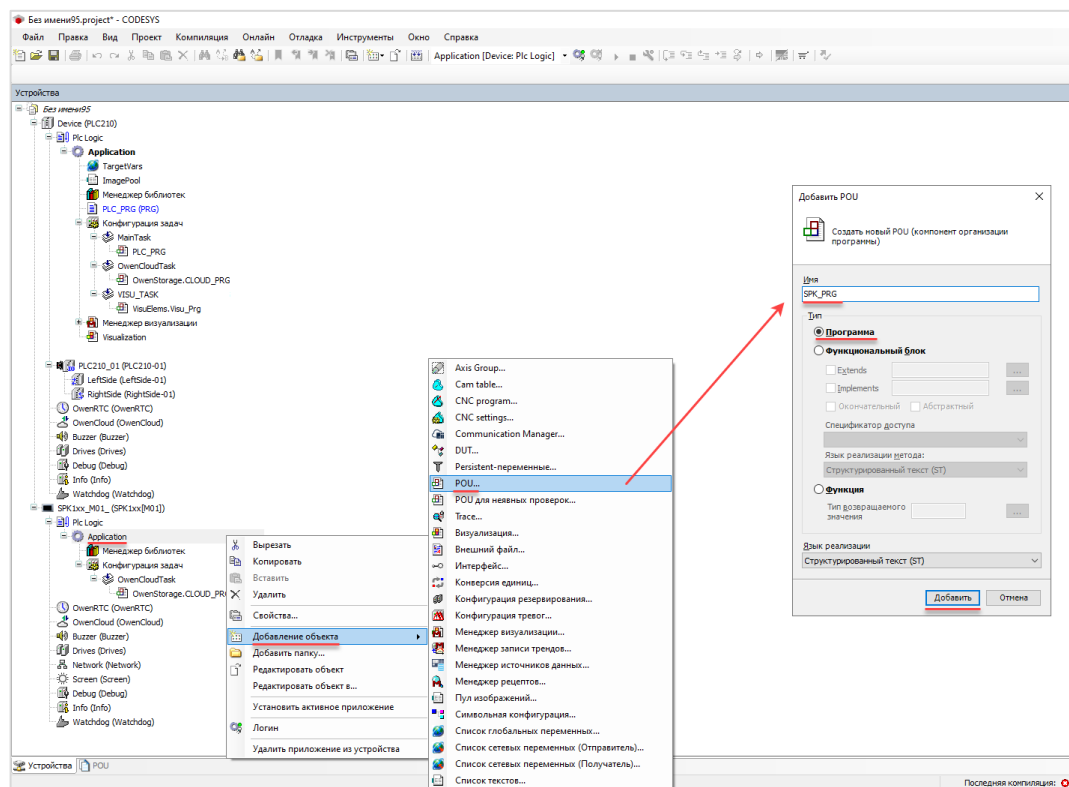 Без имени95.project* - CODESYS
Файл Правка Вид Проект Компиляция Онлайн Отладка Инструменты Окно Справка
Application [Device: Plc Logic]
Устройства
Без имени95
Device (PLC210)
Plc Logic
Application
TargetVars
ImagePool
Менеджер библиотек
PLC_PRG (PRG)
Конфигурация задач
MainTask
PLC_PRG
OwenCloudTask
OwenStorage.CLOUD_PRG
VISU_TASK
VisuElems.Visu_Prg
Менеджер визуализации
Visualization
PLC210_01 (PLC210-01)
LeftSide (LeftSide-01)
RightSide (RightSide-01)
OwenRTC (OwenRTC)
OwenCloud (OwenCloud)
Buzzer (Buzzer)
Drives (Drives)
Debug (Debug)
Info (Info)
Watchdog (Watchdog)
SPK1xx_M01_ (SPK1xx[M01])
Plc Logic
Application
Менеджер библиотек
Конфигурация задач
OwenCloudTask
OwenStorage.CLOUD_PR
OwenRTC (OwenRTC)
OwenCloud (OwenCloud)
Buzzer (Buzzer)
Drives (Drives)
Network (Network)
Screen (Screen)
Debug (Debug)
Info (Info)
Watchdog (Watchdog)
Устройства POU
Вырезать
Копировать
Вставить
Удалить
Свойства...
Добавление объекта
Добавить папку...
Редактировать объект
Редактировать объект в...
Установить активное приложение
Логин
Удалить приложение из устройства
Axis Group...
Cam table...
CNC program...
CNC settings...
Communication Manager...
DUT...
Persistent-переменные...
POU...
POU для неявных проверок...
Trace...
Визуализация...
Внешний файл...
Интерфейс...
Конверсия единиц...
Конфигурация резервирования...
Конфигурация тревог...
Менеджер визуализации...
Менеджер записи трендов...
Менеджер источников данных...
Менеджер рецептов...
Пул изображений...
Символьная конфигурация...
Список глобальных переменных...
Список сетевых переменных (Отправитель)...
Список сетевых переменных (Получатель)...
Список текстов...
Добавить POU
Создать новый POU (компонент организации
программы)
Имя
SPK_PRG
Тип
Программа
Функциональный блок
Extends ...
Implements ...
Окончательный Абстрактный
Спецификатор доступа
Язык реализации метода:
Структурированный текст (ST)
Функция
Тип возвращаемого
значения ...
Язык реализации
Структурированный текст (ST)
Добавить Отмена
Последняя компиляция: